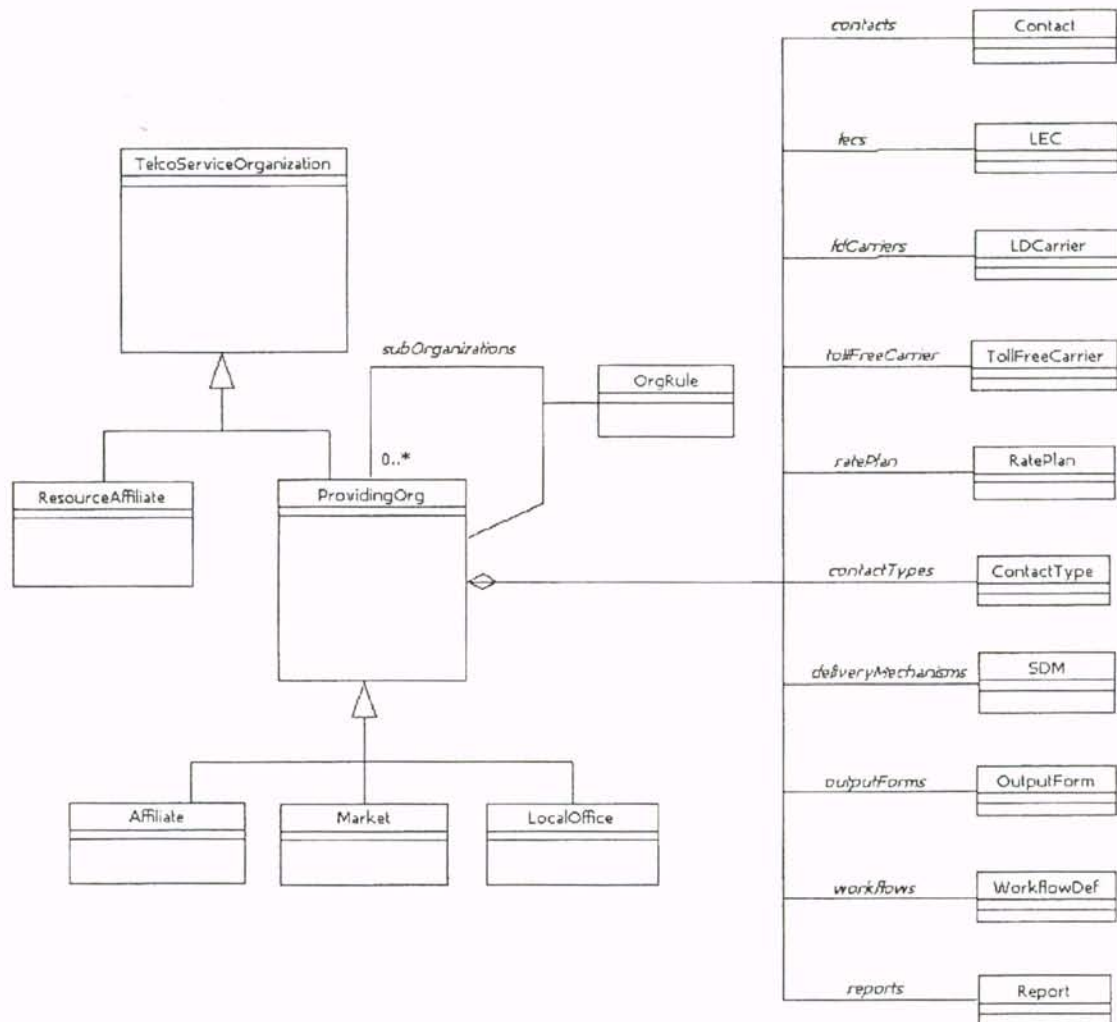 contacts
Contact
lecs
LEC
TelcoServiceOrganization
ldCarriers
LDCarrier
subOrganizations
tollFreeCarrier
TollFreeCarrier
OrgRule
0..*
ratePlan
RatePlan
ResourceAffiliate
ProvidingOrg
contactTypes
ContactType
deliveryMechanisms
SDM
outputForms
OutputForm
Affiliate
Market
LocalOffice
workflows
WorkflowDef
reports
Report